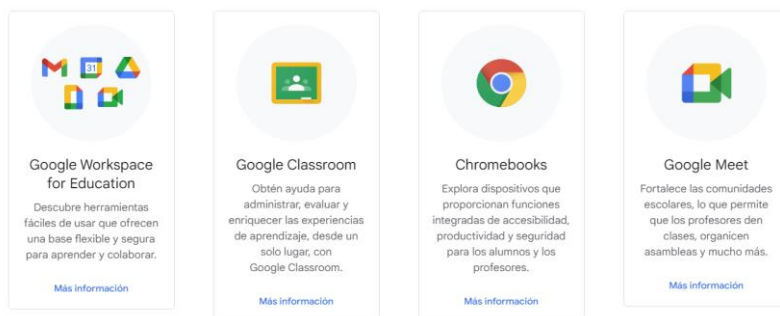 31
Google Workspace
for Education
Descubre herramientas
fáciles de usar que ofrecen
una base flexible y segura
para aprender y colaborar.
Más información
Google Classroom
Obtén ayuda para
administrar, evaluar y
enriquecer las experiencias
de aprendizaje, desde un
solo lugar, con
Google Classroom.
Más información
Chromebooks
Explora dispositivos que
proporcionan funciones
integradas de accesibilidad,
productividad y seguridad
para los alumnos y los
profesores.
Más información
Google Meet
Fortalece las comunidades
escolares, lo que permite
que los profesores den
clases, organicen
asambleas y mucho más.
Más información